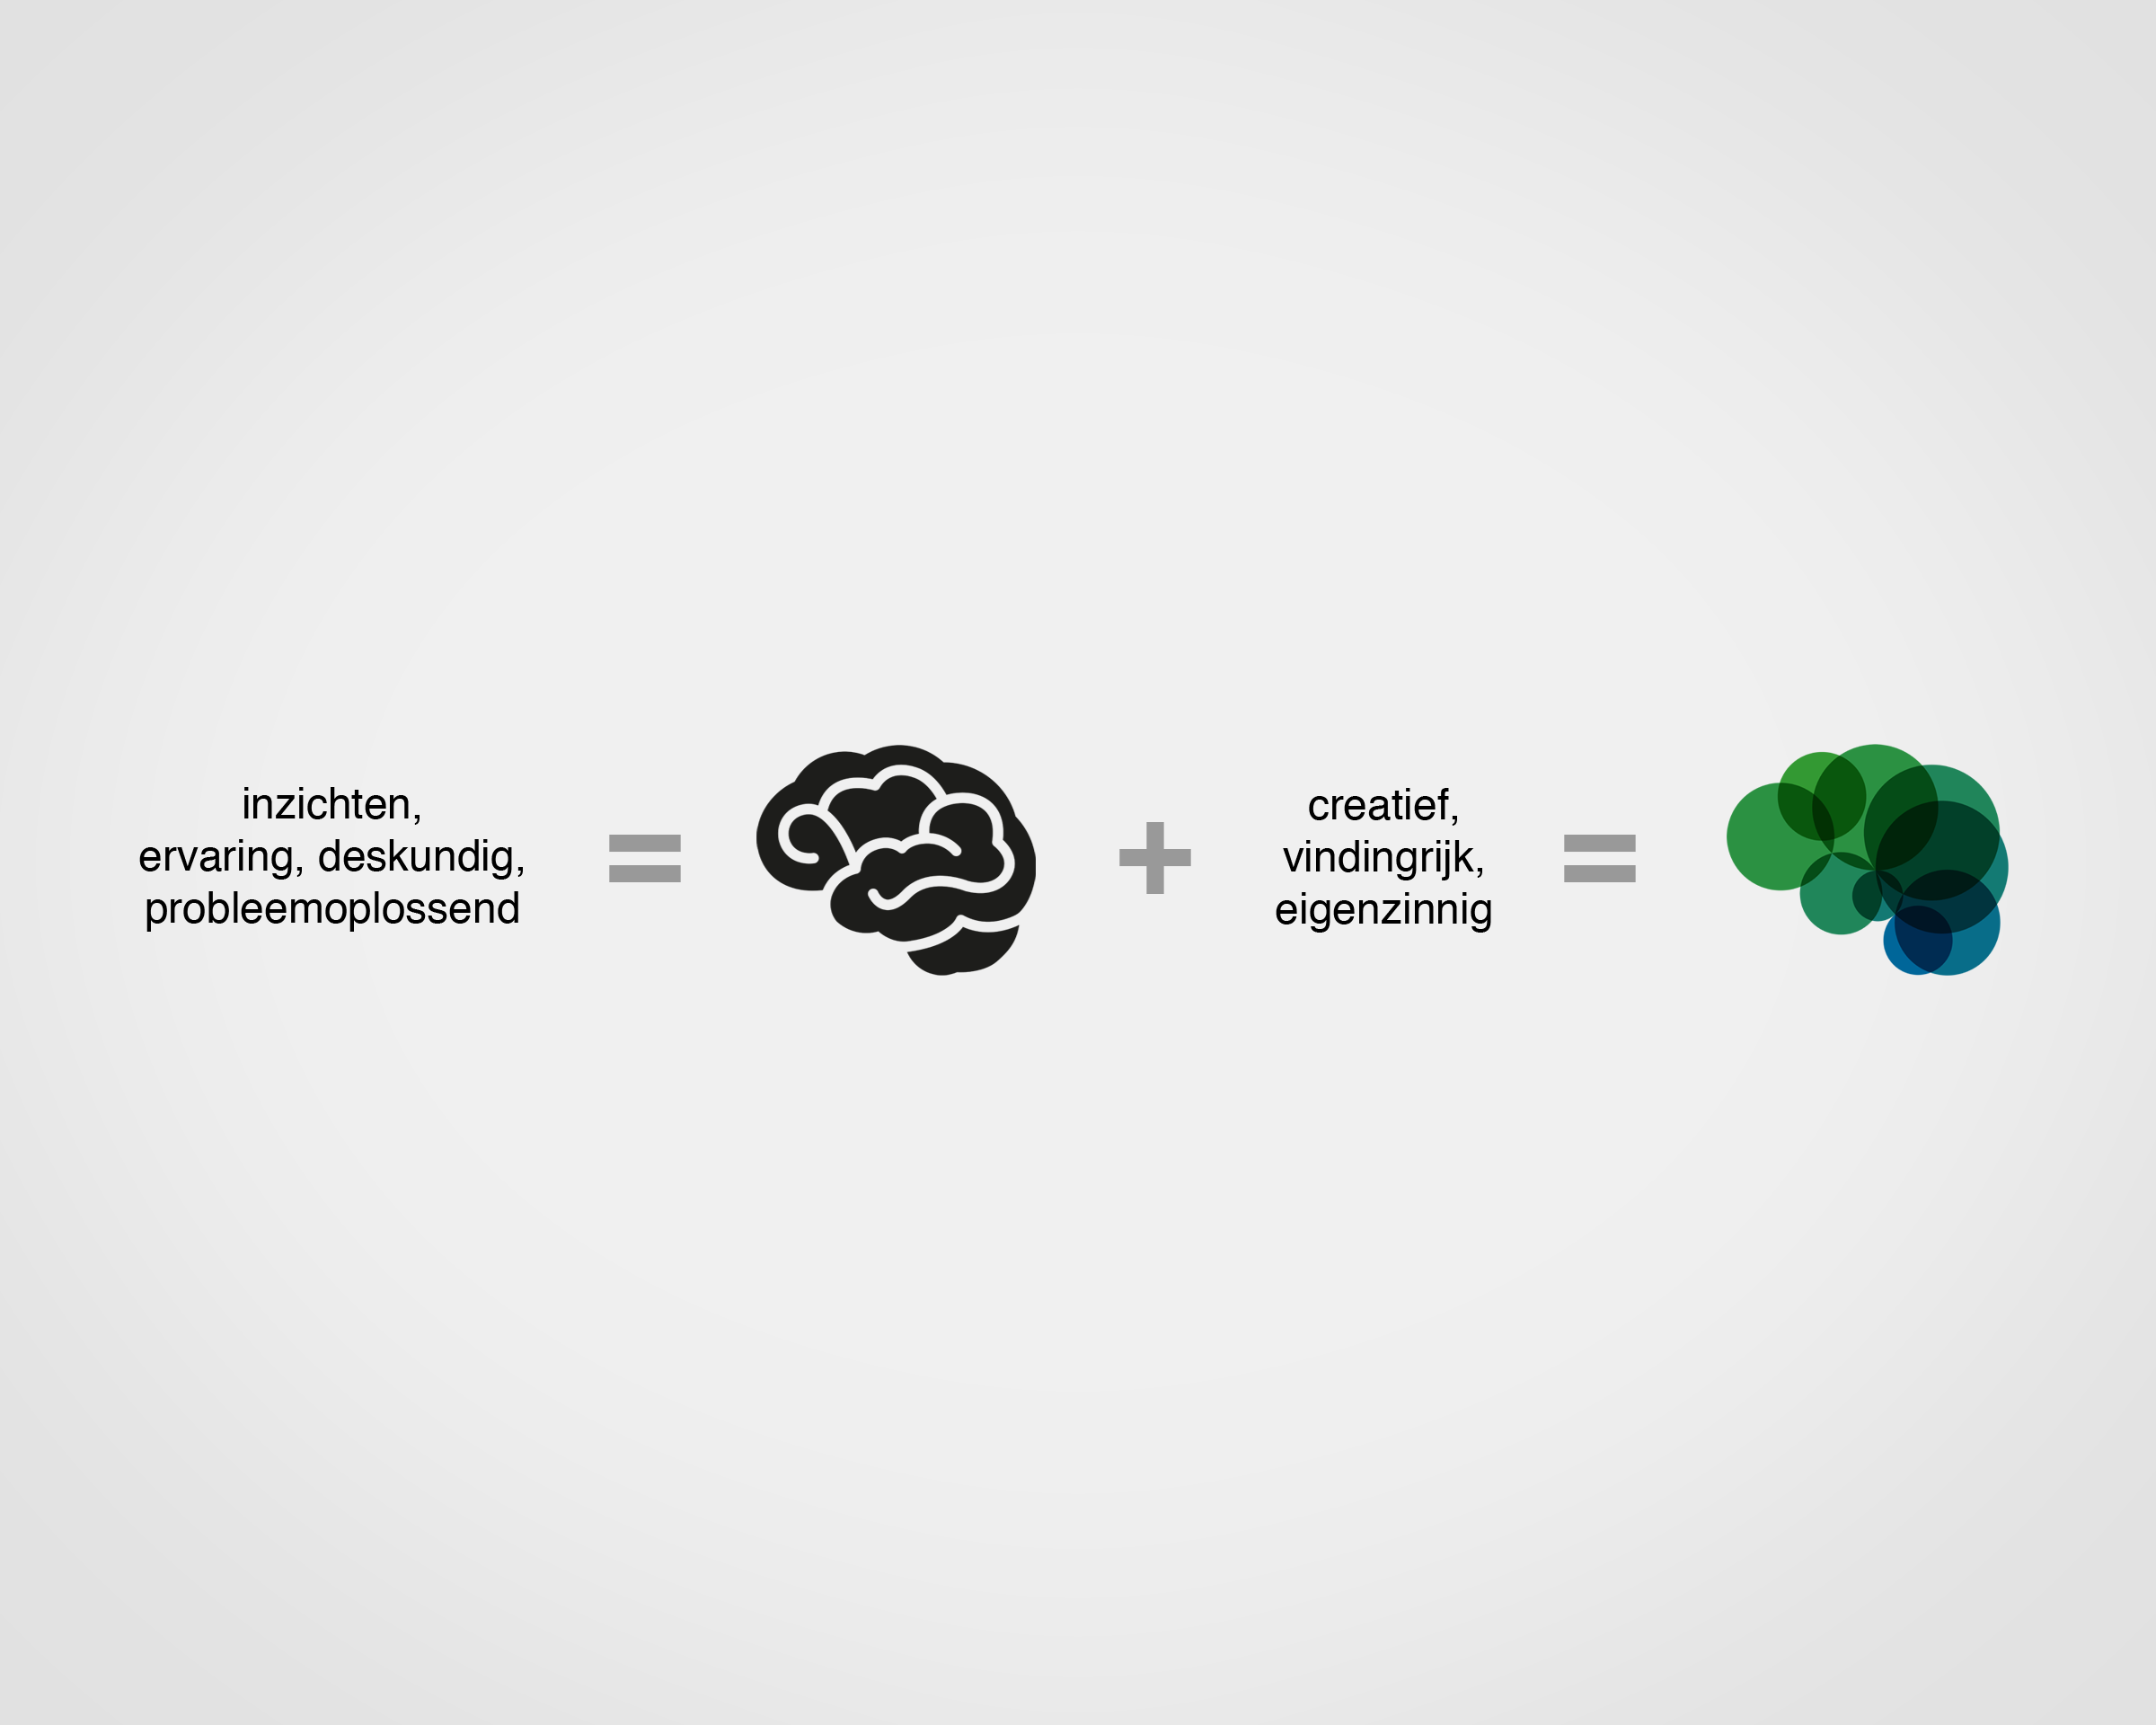 inzichten,
ervaring, deskundig,
probleemoplossend
=
+
creatief,
vindingrijk,
eigenzinnig
=